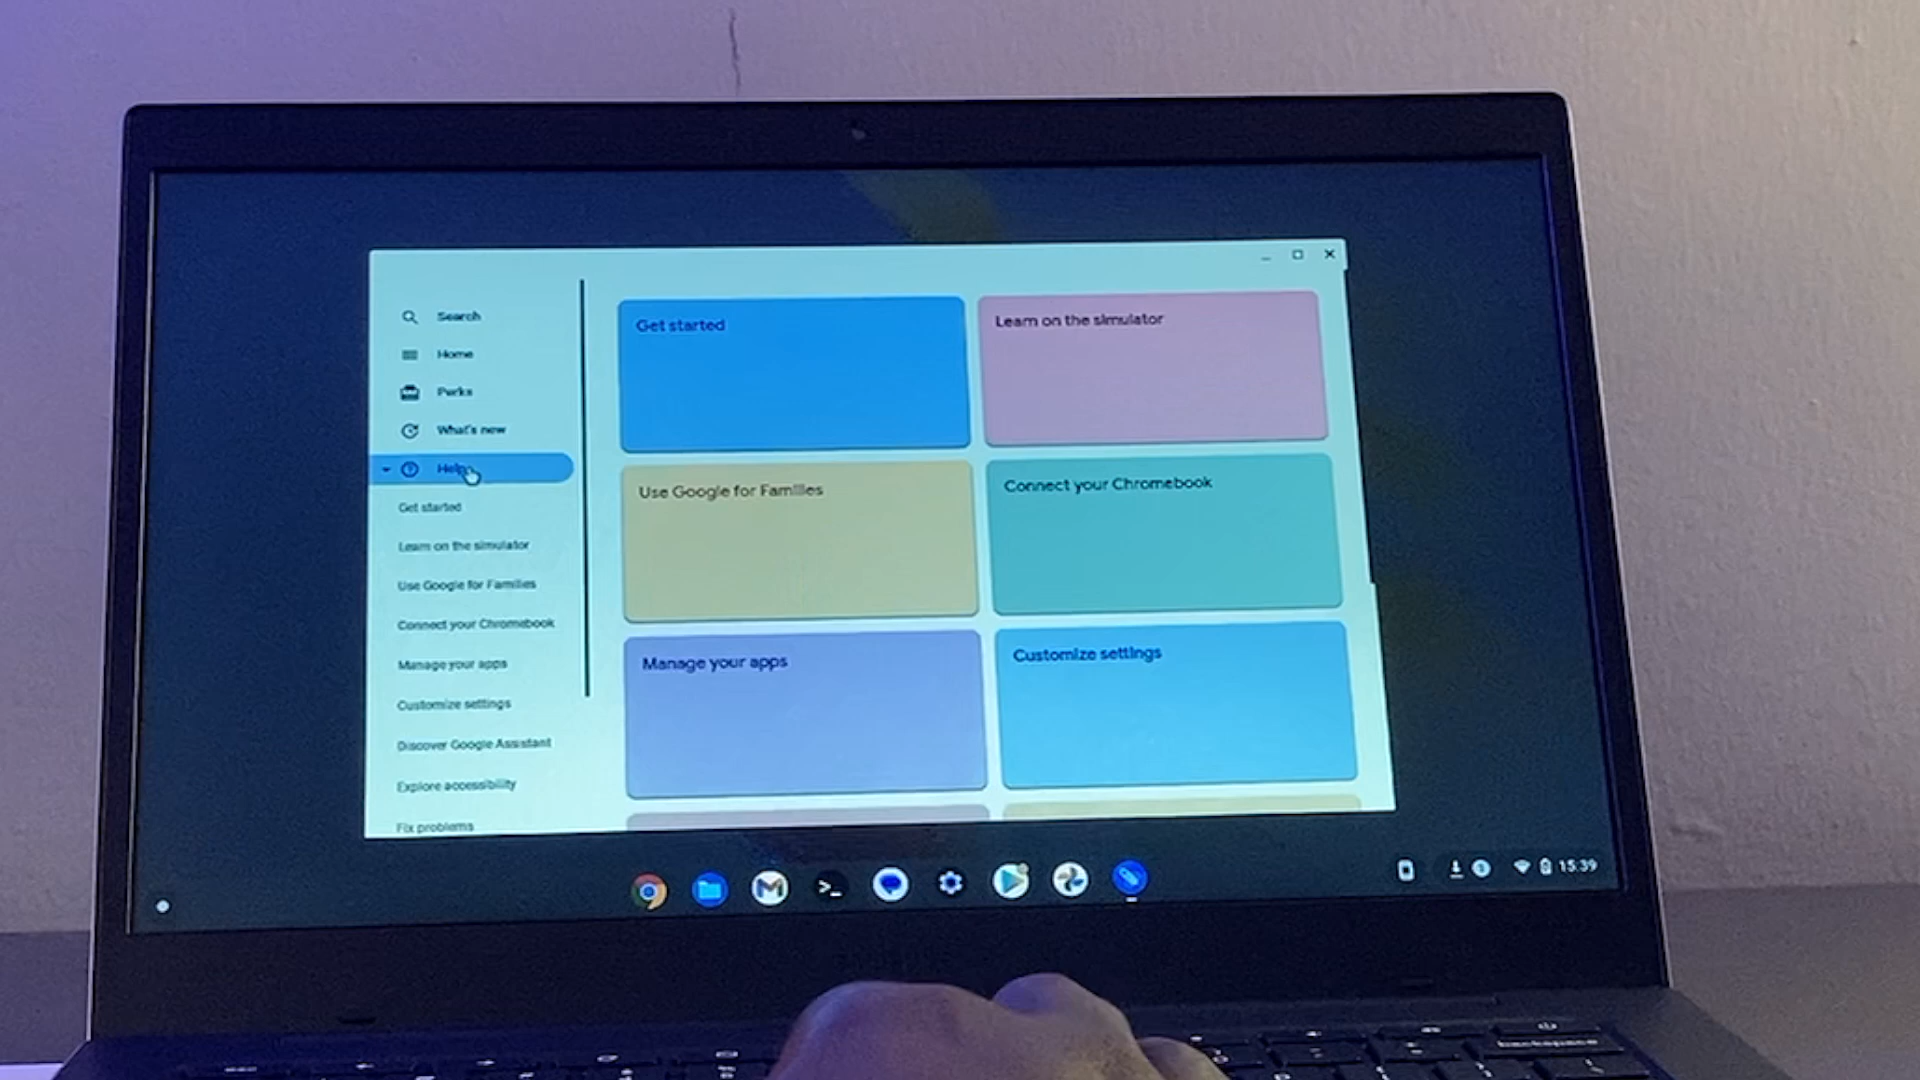 Search
Home
Perks
What's new
Help
Get started
Learn on the simulator
Use Google for Families
Connect your Chromebook
Manage your apps
Customize settings
Discover Google Assistant
Explore accessibility
Fix problems
Get started
Learn on the simulator
Use Google for Families
Connect your Chromebook
Manage your apps
Customize settings
15.39